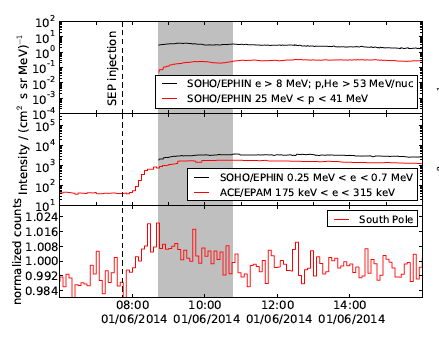 10²
10¹
10⁰
10⁻¹
10⁻²
10⁻³
10⁻⁴
SEP injection
SOHO/EPHIN e > 8 MeV; p,He > 53 MeV/nuc
SOHO/EPHIN 25 MeV < p < 41 MeV
Intensity / (cm² s sr MeV)⁻¹
10⁵
10⁴
10³
10²
10¹
SOHO/EPHIN 0.25 MeV < e < 0.7 MeV
ACE/EPAM 175 keV < e < 315 keV
normalized counts
1.024
1.016
1.008
1.000
0.992
0.984
South Pole
08:00 10:00 12:00 14:00
01/06/2014 01/06/2014 01/06/2014 01/06/2014